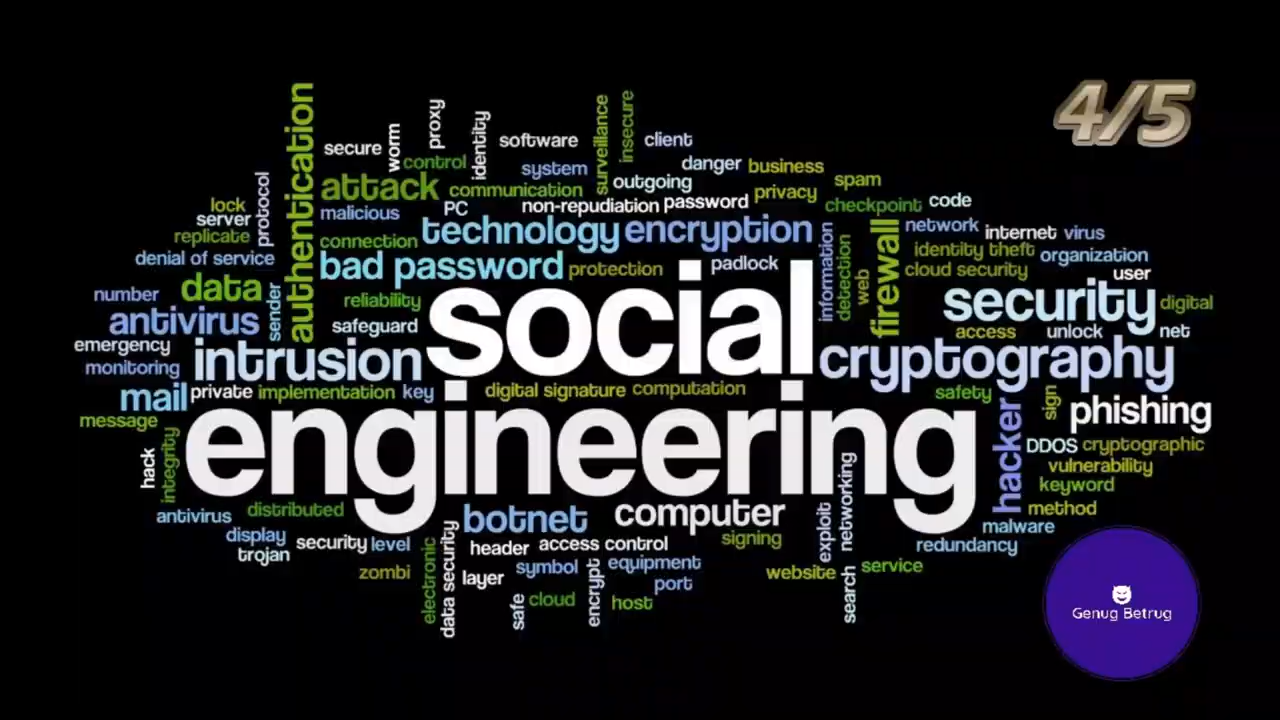 4/5
authentication
secure
worm
proxy
identity
software
surveillance
insecure
client
control
system
danger
business
attack
communication
outgoing
privacy
spam
lock
protocol
malicious
PC
non-repudiation
password
checkpoint
code
server
replicate
connection
technology
encryption
information
detection
firewall
network
internet
virus
denial of service
bad password
protection
padlock
web
identity theft
organization
cloud security
user
number
data
sender
reliability
social
security
digital
antivirus
safeguard
access
unlock
net
emergency
monitoring
intrusion
cryptography
mail
private
implementation
key
digital signature
computation
safety
sign
phishing
message
engineering
hacker
hack
integrity
DDOS
cryptographic
vulnerability
keyword
method
antivirus
distributed
botnet
computer
exploit
networking
malware
display
trojan
security
level
electronic
data security
header
access control
signing
redundancy
zombi
layer
symbol
equipment
encrypt
port
website
search
service
safe
cloud
host
Genug Betrug